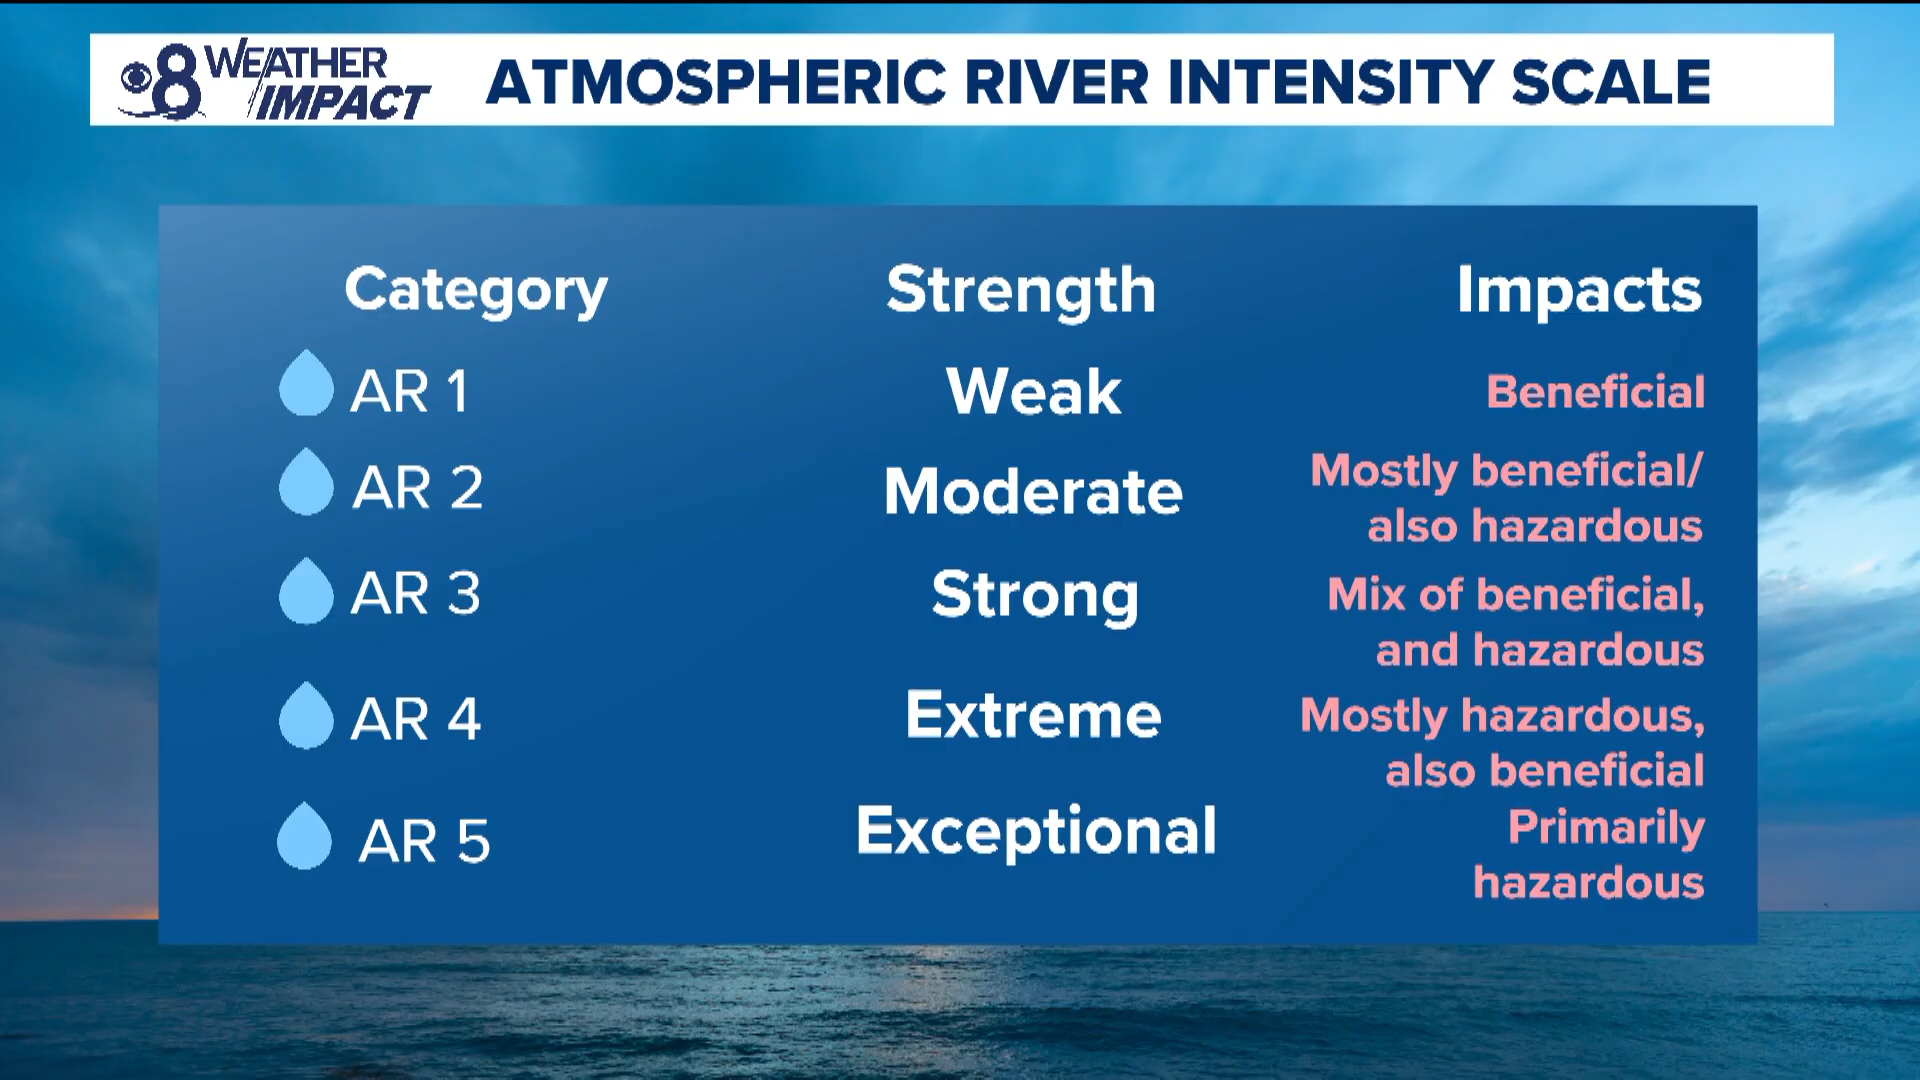 8 WEATHER IMPACT
ATMOSPHERIC RIVER INTENSITY SCALE
Category Strength Impacts
AR 1 Weak Beneficial
AR 2 Moderate Mostly beneficial/
also hazardous
AR 3 Strong Mix of beneficial,
and hazardous
AR 4 Extreme Mostly hazardous,
also beneficial
AR 5 Exceptional Primarily
hazardous